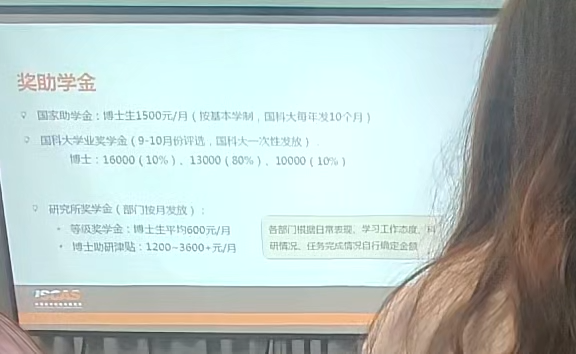 奖助学金
国家助学金：博士生1500元/月（按基本学制，国科大每年发10个月）
国科大学业奖学金（9-10月份评选，国科大一次性发放）
博士：16000（10%）、13000（80%）、10000（10%）
研究所奖学金（部门按月发放）：
• 等级奖学金：博士生平均600元/月
• 博士助研津贴：1200~3600+元/月
各部门根据日常表现、学习工作态度、科
研情况、任务完成情况自行确定金额
ISCAS